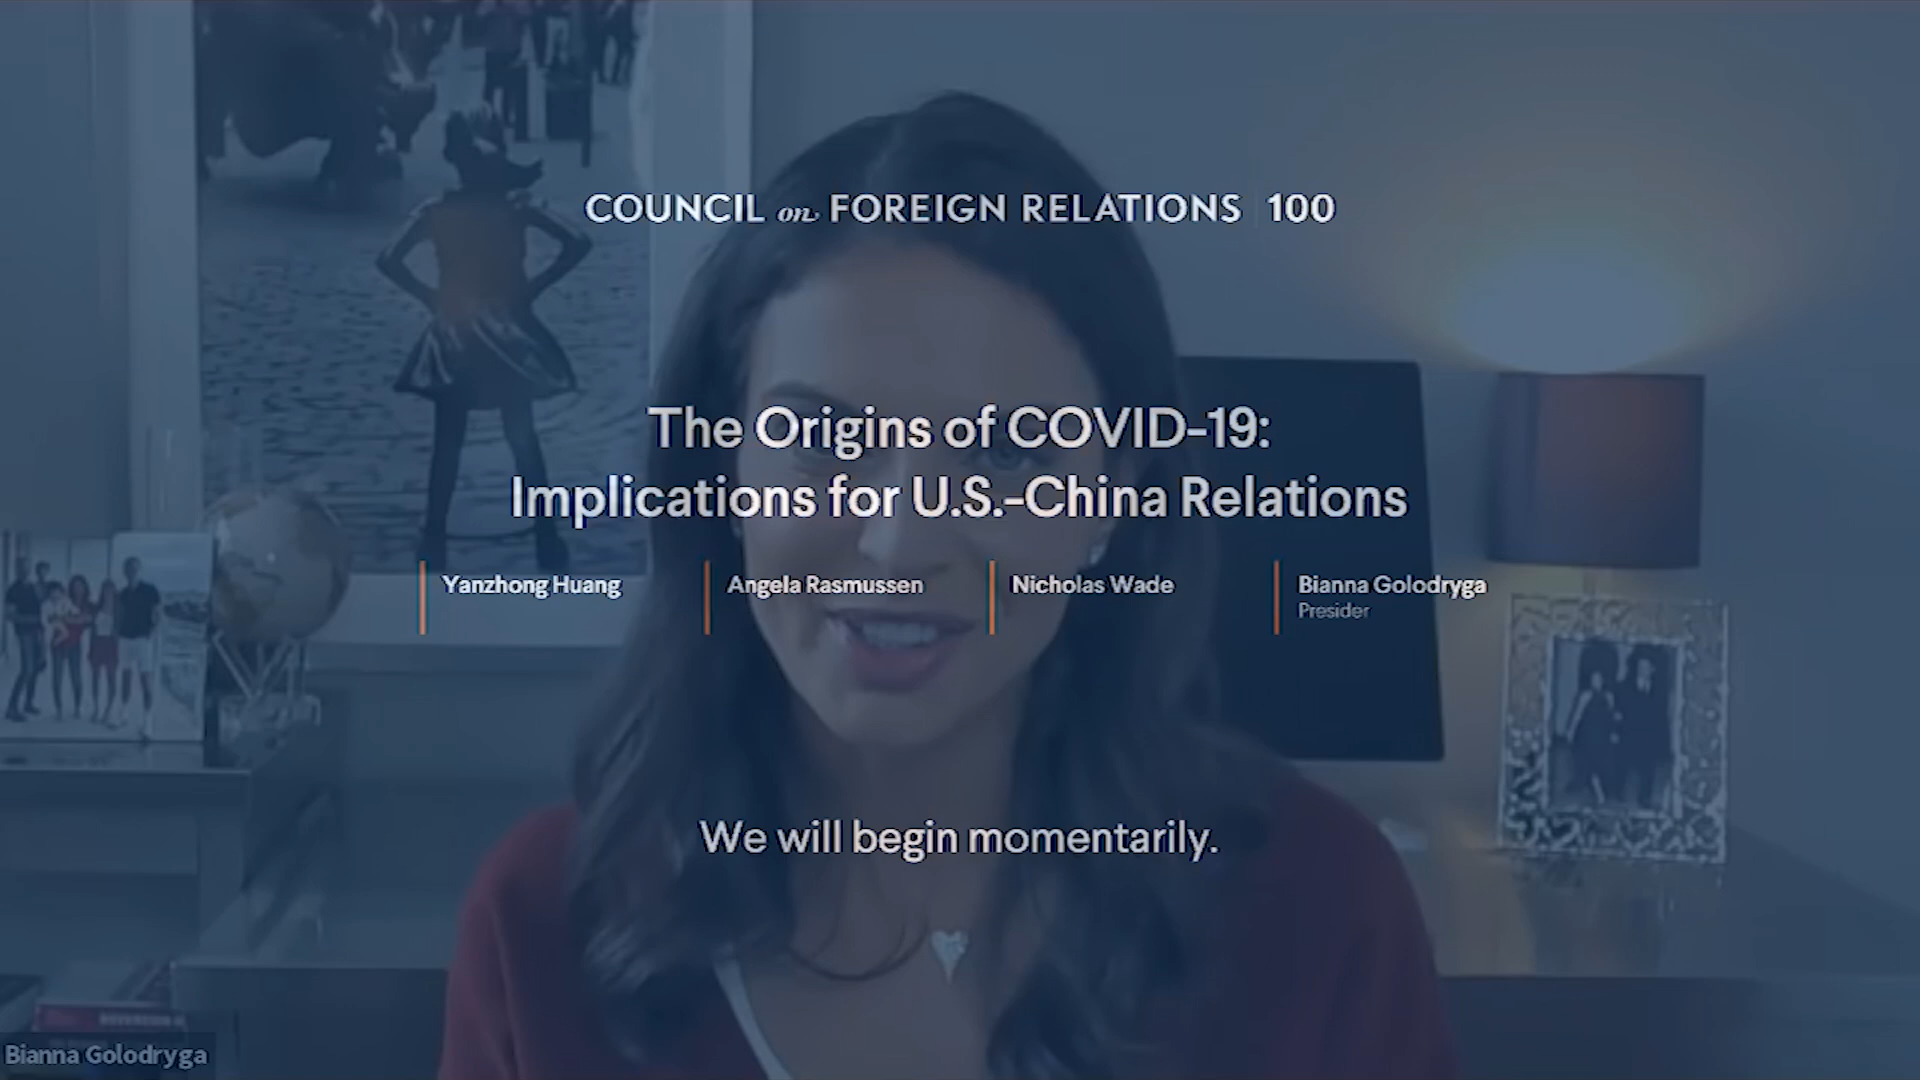 COUNCIL on FOREIGN RELATIONS 100
The Origins of COVID-19:
Implications for U.S.-China Relations
Yanzhong Huang
Angela Rasmussen
Nicholas Wade
Bianna Golodryga
Presider
We will begin momentarily.
Bianna Golodryga